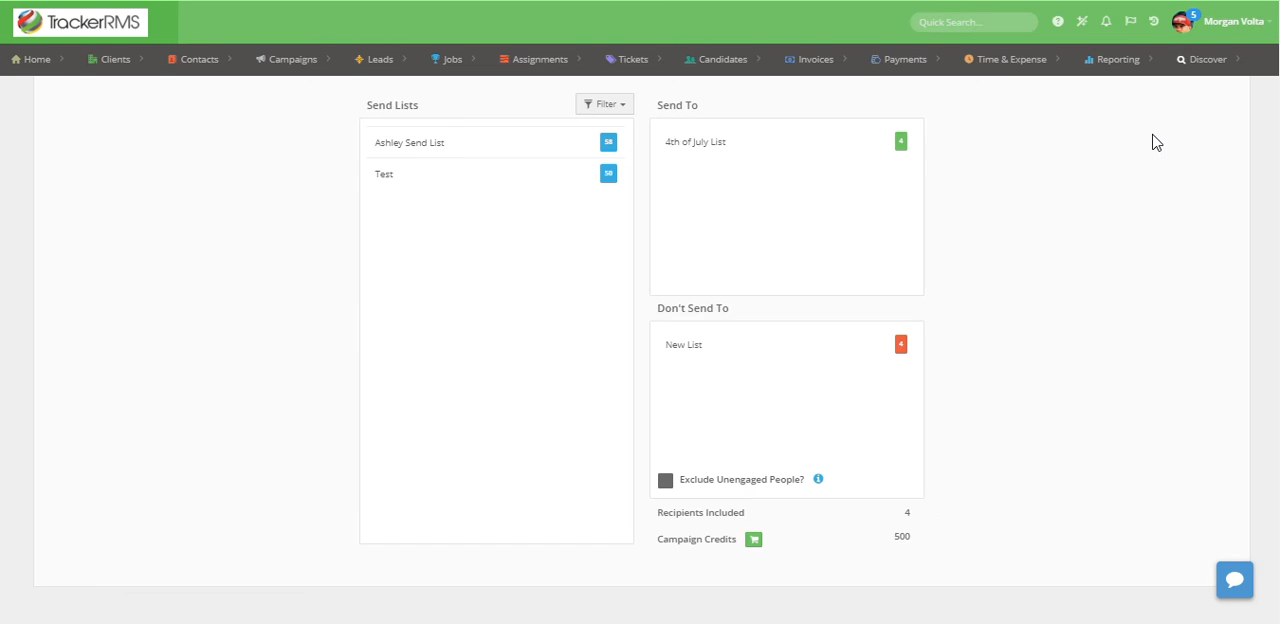 TrackerRMS
Quick Search...
5
Morgan Volta
Home
Clients
Contacts
Campaigns
Leads
Jobs
Assignments
Tickets
Candidates
Invoices
Payments
Time & Expense
Reporting
Discover
Send Lists
Filter
Ashley Send List
58
Test
50
Send To
4th of July List
4
Don't Send To
New List
4
Exclude Unengaged People?
Recipients Included
4
Campaign Credits
500